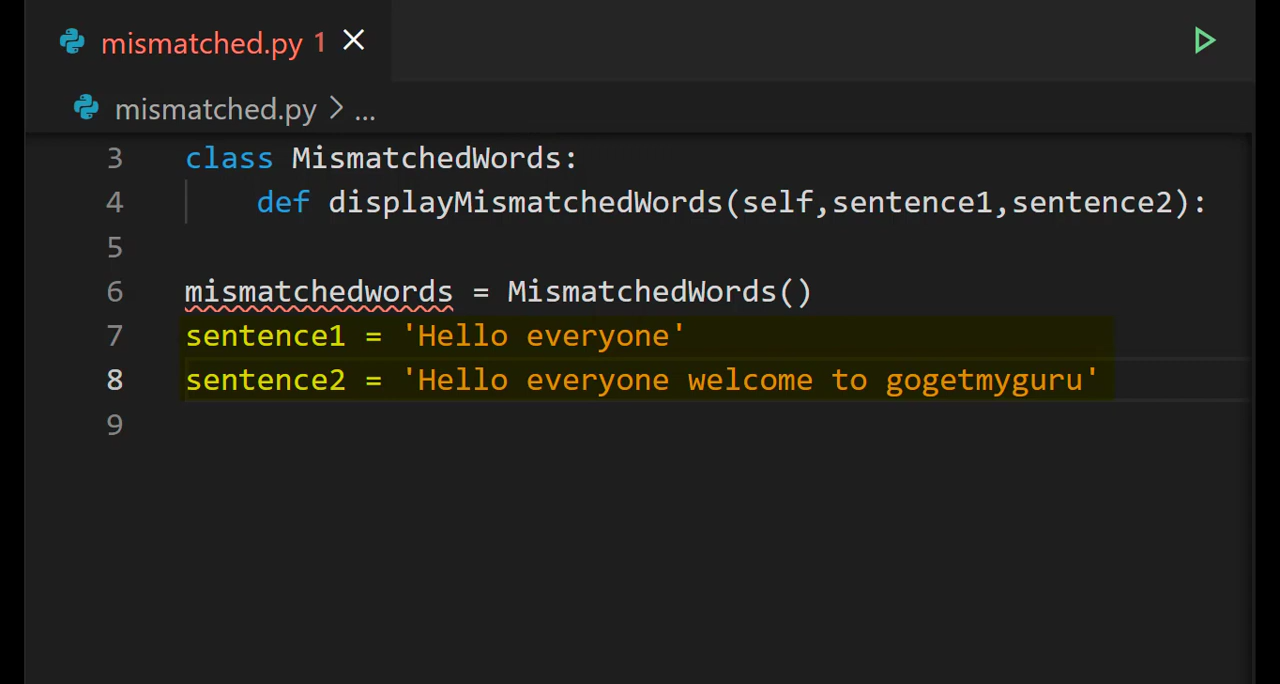 mismatched.py 1
mismatched.py > ...
3 class MismatchedWords:
4 def displayMismatchedWords(self,sentence1,sentence2):
5
6 mismatchedwords = MismatchedWords()
7 sentence1 = 'Hello everyone'
8 sentence2 = 'Hello everyone welcome to gogetmyguru'
9